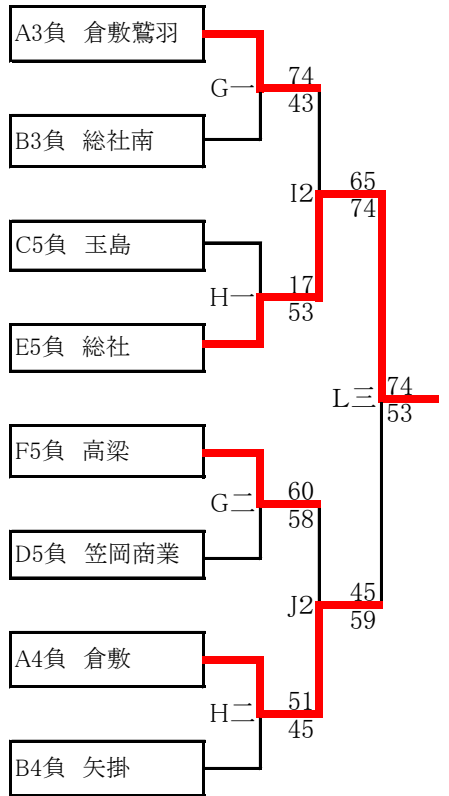 A3負 倉敷鷲羽
74
G一
43
B3負 総社南
65
I2
74
C5負 玉島
17
H一
53
E5負 総社
74
L三
53
F5負 高梁
60
G二
58
D5負 笠岡商業
45
J2
59
A4負 倉敷
51
H二
45
B4負 矢掛